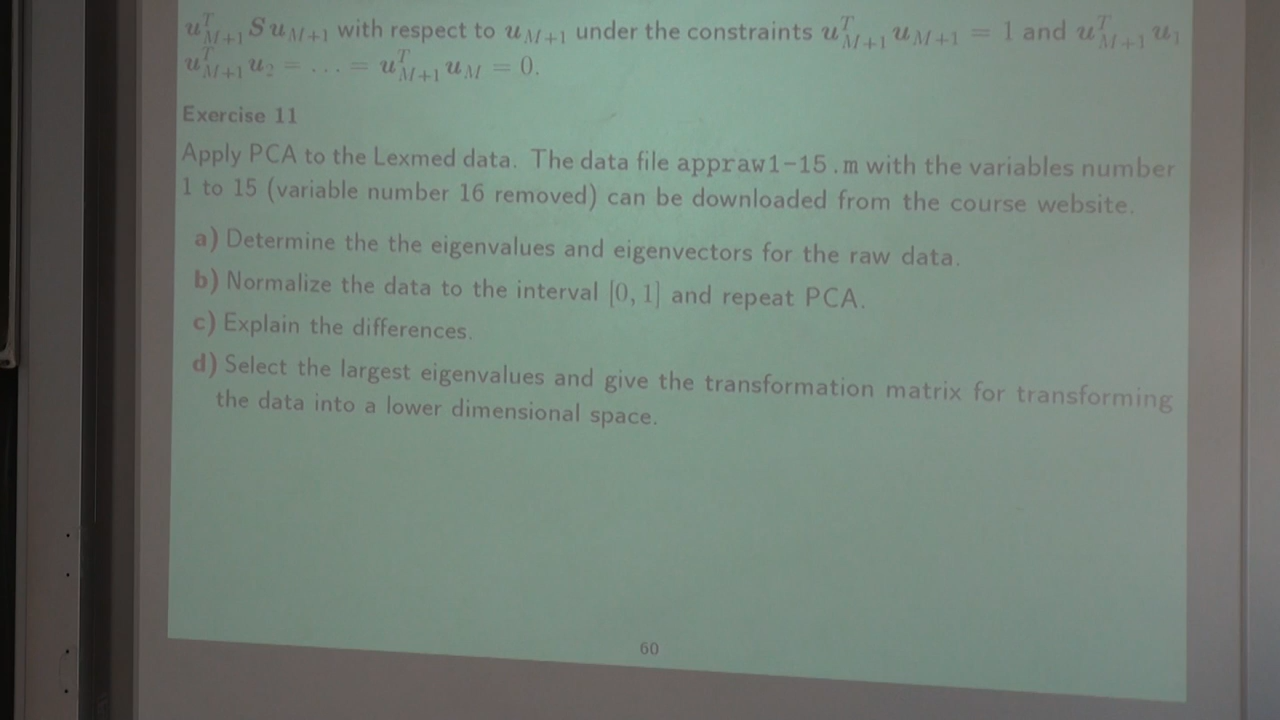 u^T_{M+1} S u_{M+1} with respect to u_{M+1} under the constraints u^T_{M+1} u_{M+1} = 1 and u^T_{M+1} u_1
u^T_{M+1} u_2 = . . . = u^T_{M+1} u_M = 0.
Exercise 11
Apply PCA to the Lexmed data. The data file appraw1-15.m with the variables number
1 to 15 (variable number 16 removed) can be downloaded from the course website.
a) Determine the the eigenvalues and eigenvectors for the raw data.
b) Normalize the data to the interval [0, 1] and repeat PCA.
c) Explain the differences.
d) Select the largest eigenvalues and give the transformation matrix for transforming
the data into a lower dimensional space.
60